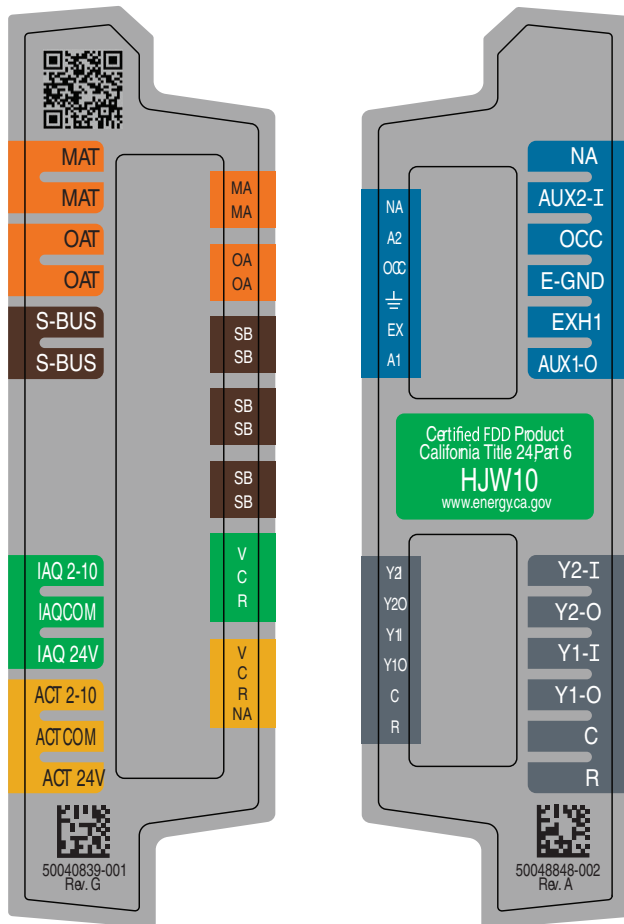 MAT
MAT
OAT
OAT
S-BUS
S-BUS
IAQ 2-10
IAQCOM
IAQ 24V
ACT 2-10
ACTCOM
ACT 24V
MA
MA
OA
OA
SB
SB
SB
SB
SB
SB
V
C
R
V
C
R
NA
50040839-001
Rev. G
NA
A2
OCC
EX
A1
NA
AUX2-I
OCC
E-GND
EXH1
AUX1-O
Certified FDD Product
California Title 24,Part 6
HJW10
www.energy.ca.gov
Y2I
Y2O
Y1I
Y1O
C
R
Y2-I
Y2-O
Y1-I
Y1-O
C
R
50048848-002
Rev. A